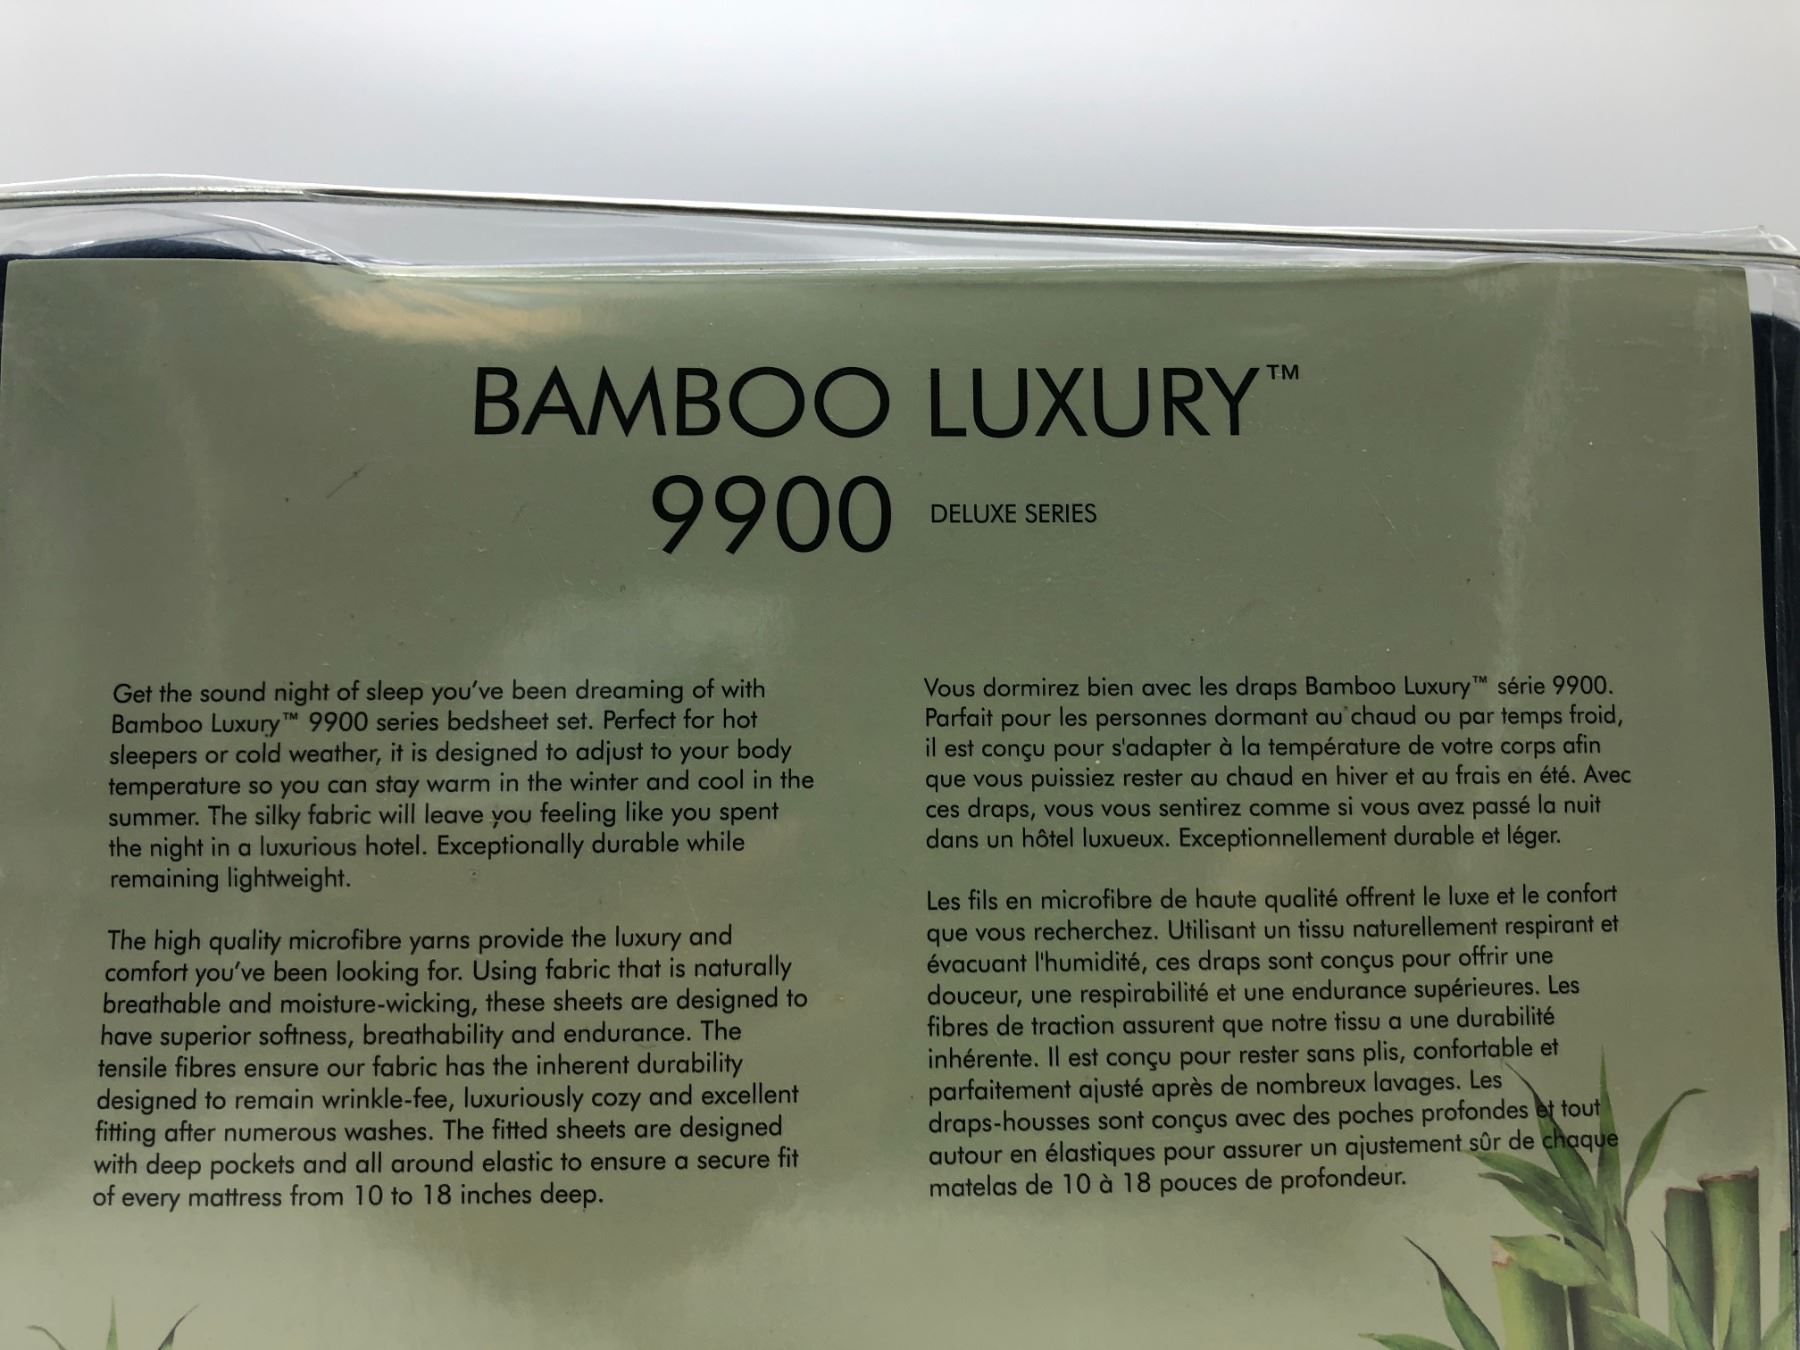 BAMBOO LUXURY™
9900 DELUXE SERIES
Get the sound night of sleep you've been dreaming of with
Bamboo Luxury™ 9900 series bedsheet set. Perfect for hot
sleepers or cold weather, it is designed to adjust to your body
temperature so you can stay warm in the winter and cool in the
summer. The silky fabric will leave you feeling like you spent
the night in a luxurious hotel. Exceptionally durable while
remaining lightweight.
The high quality microfibre yarns provide the luxury and
comfort you've been looking for. Using fabric that is naturally
breathable and moisture-wicking, these sheets are designed to
have superior softness, breathability and endurance. The
tensile fibres ensure our fabric has the inherent durability
designed to remain wrinkle-fee, luxuriously cozy and excellent
fitting after numerous washes. The fitted sheets are designed
with deep pockets and all around elastic to ensure a secure fit
of every mattress from 10 to 18 inches deep.
Vous dormirez bien avec les draps Bamboo Luxury™ série 9900.
Parfait pour les personnes dormant au chaud ou par temps froid,
il est conçu pour s'adapter à la température de votre corps afin
que vous puissiez rester au chaud en hiver et au frais en été. Avec
ces draps, vous vous sentirez comme si vous avez passé la nuit
dans un hôtel luxueux. Exceptionnellement durable et léger.
Les fils en microfibre de haute qualité offrent le luxe et le confort
que vous recherchez. Utilisant un tissu naturellement respirant et
évacuant l'humidité, ces draps sont conçus pour offrir une
douceur, une respirabilité et une endurance supérieures. Les
fibres de traction assurent que notre tissu a une durabilité
inhérente. Il est conçu pour rester sans plis, confortable et
parfaitement ajusté après de nombreux lavages. Les
draps-housses sont conçus avec des poches profondes et tout
autour en élastiques pour assurer un ajustement sûr de chaque
matelas de 10 à 18 pouces de profondeur.